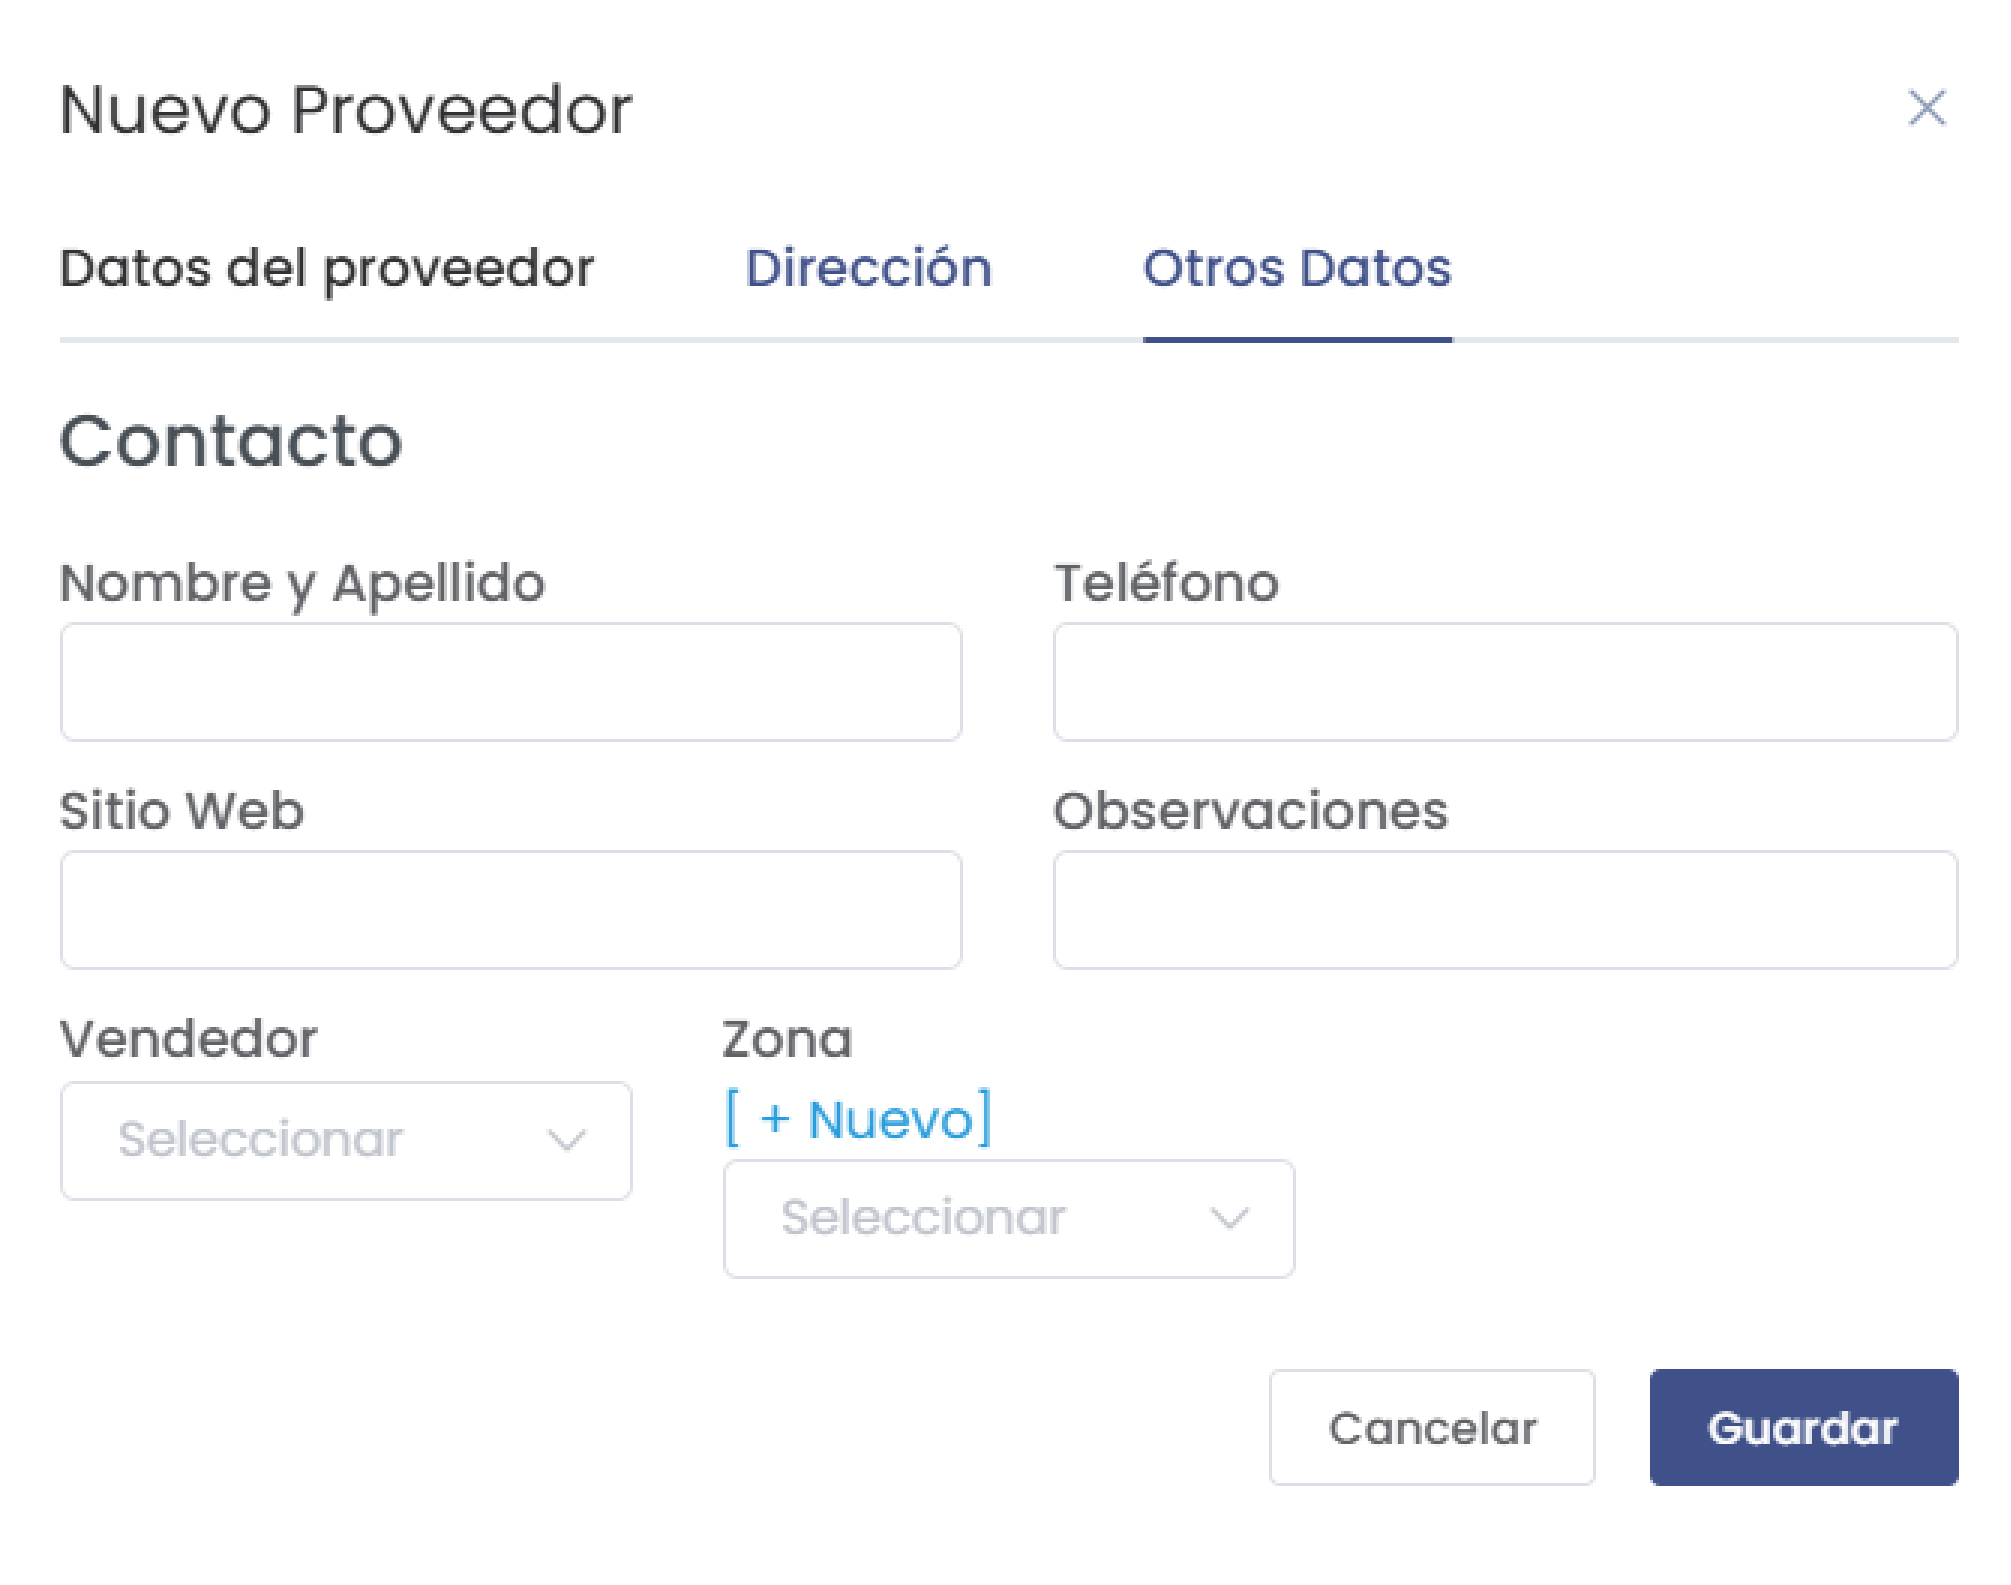 Nuevo Proveedor
Datos del proveedor Dirección Otros Datos
Contacto
Nombre y Apellido Teléfono
Sitio Web Observaciones
Vendedor Zona
[ + Nuevo]
Seleccionar
Seleccionar
Cancelar Guardar